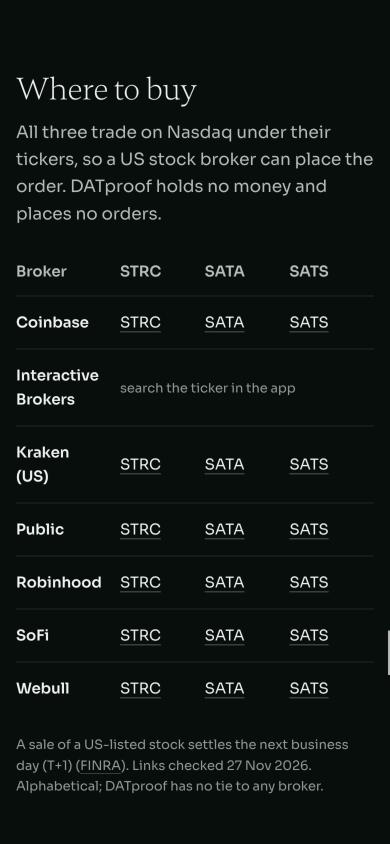 Where to buy
All three trade on Nasdaq under their
tickers, so a US stock broker can place the
order. DATproof holds no money and
places no orders.
Broker STRC SATA SATS
Coinbase STRC SATA SATS
Interactive
Brokers
search the ticker in the app
Kraken
(US)
STRC SATA SATS
Public STRC SATA SATS
Robinhood STRC SATA SATS
SoFi STRC SATA SATS
Webull STRC SATA SATS
A sale of a US-listed stock settles the next business
day (T+1) (FINRA). Links checked 27 Nov 2026.
Alphabetical; DATproof has no tie to any broker.